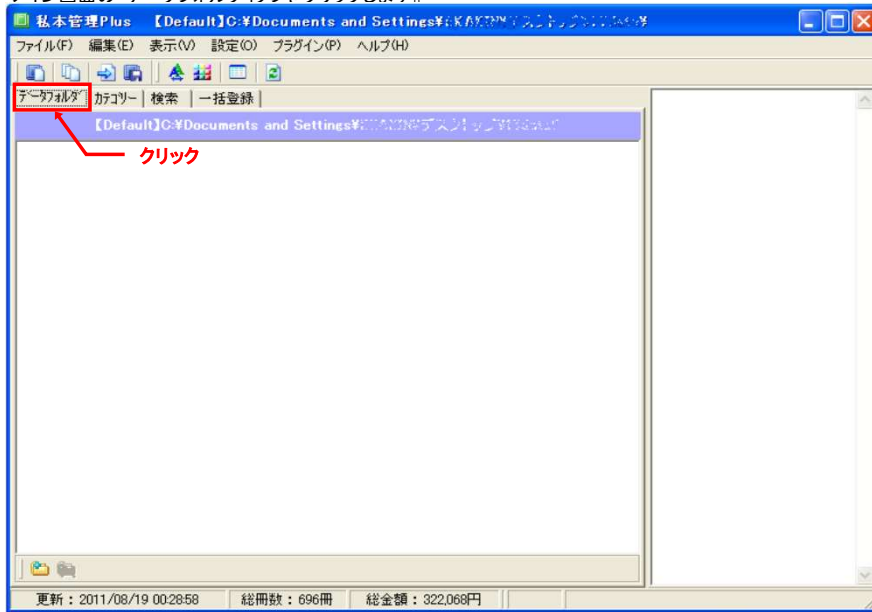 私本管理Plus 【Default】C:¥Documents and Settings¥
ファイル(F) 編集(E) 表示(V) 設定(O) プラグイン(P) ヘルプ(H)
データフォルダ カテゴリー 検索 一括登録
【Default】C:¥Documents and Settings¥
クリック
更新：2011/08/19 00:28:58 総冊数：696冊 総金額：322,068円